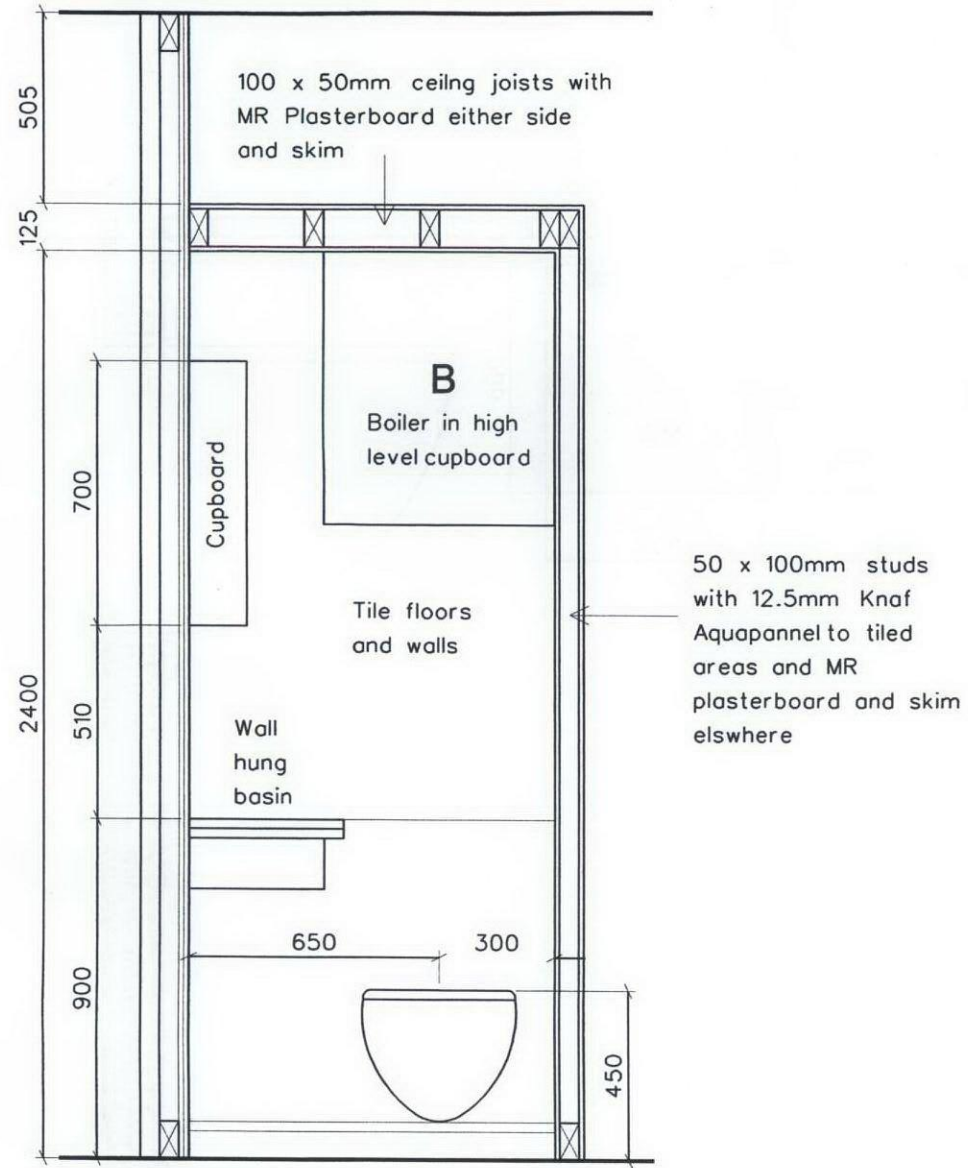 505
100 x 50mm ceilng joists with
MR Plasterboard either side
and skim
125
B
Boiler in high
level cupboard
Cupboard
700
Tile floors
and walls
50 x 100mm studs
with 12.5mm Knaf
Aquapannel to tiled
areas and MR
plasterboard and skim
elswhere
2400
510
Wall
hung
basin
650
300
900
450